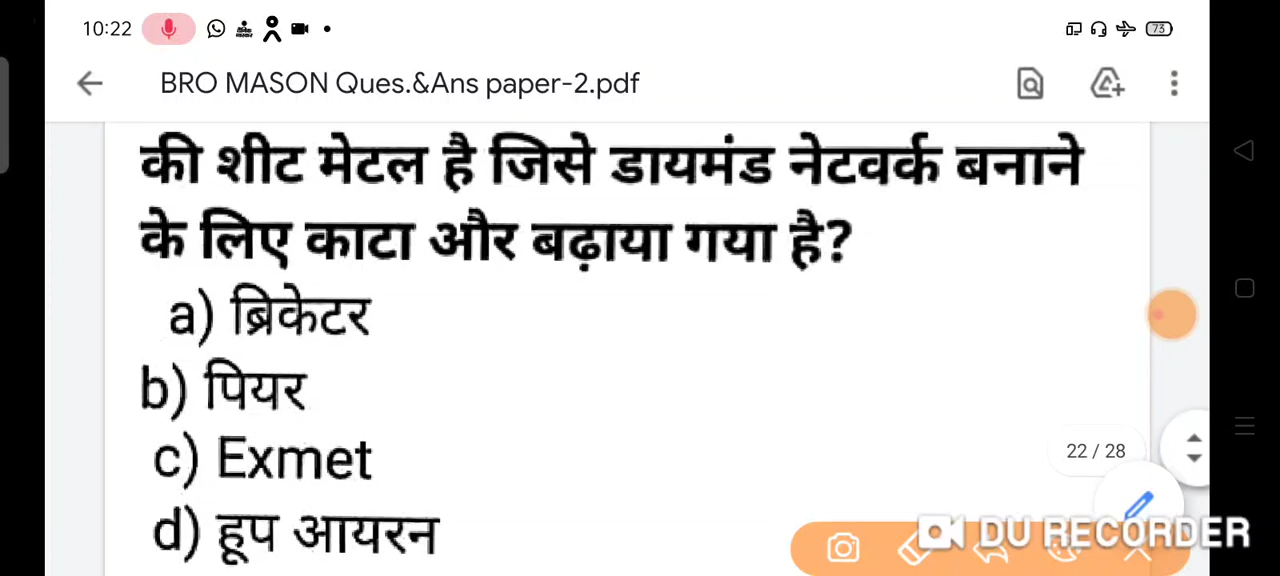 10:22
73
BRO MASON Ques.&Ans paper-2.pdf
की शीट मेटल है जिसे डायमंड नेटवर्क बनाने
के लिए काटा और बढ़ाया गया है?
a) ब्रिकेटर
b) पियर
c) Exmet
22 / 28
d) हूप आयरन
DU RECORDER